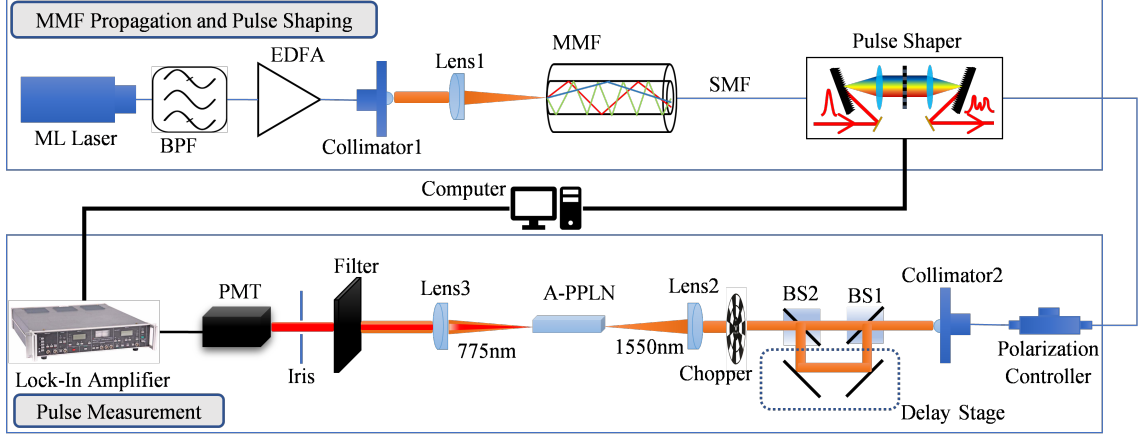 MMF Propagation and Pulse Shaping
EDFA
Lens1
MMF
Pulse Shaper
SMF
ML Laser
BPF
Collimator1
Computer
Filter
PMT
Lens3
A-PPLN
Lens2
BS2
BS1
Collimator2
775nm
1550nm
Iris
Chopper
Polarization
Controller
Lock-In Amplifier
Delay Stage
Pulse Measurement